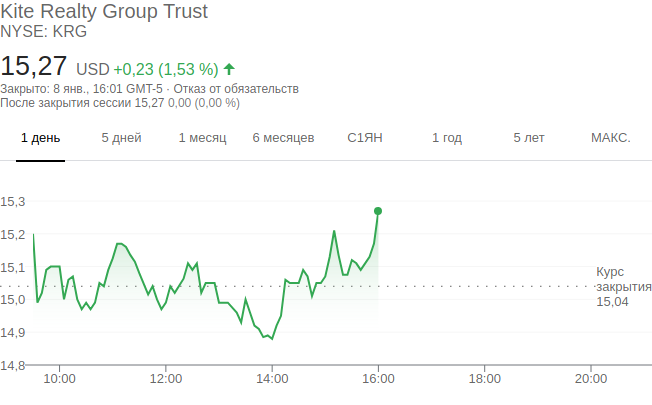 Kite Realty Group Trust
NYSE: KRG
15,27 USD +0,23 (1,53 %)
Закрыто: 8 янв., 16:01 GMT-5 · Отказ от обязательств
После закрытия сессии 15,27 0,00 (0,00 %)
1 день 5 дней 1 месяц 6 месяцев С1ЯН 1 год 5 лет МАКС.
15,3
15,2
15,1
15,0
14,9
14,8
Курс
закрытия
15,04
10:00 12:00 14:00 16:00 18:00 20:00